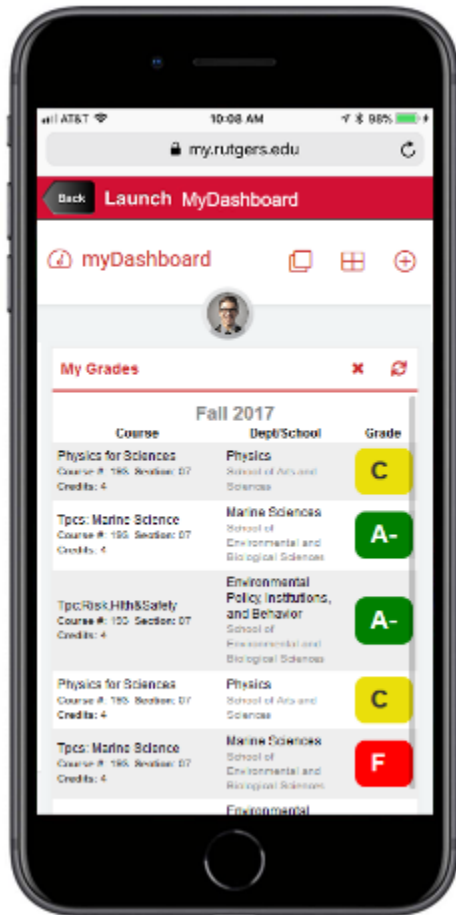 AT&T 10:08 AM 98%
my.rutgers.edu
Back Launch MyDashboard
myDashboard
My Grades
Fall 2017
Course Dept/School Grade
Physics for Sciences Physics
Course #: 193 Section: 07 School of Arts and
Credits: 4 Sciences
C
Tpcs: Marine Science Marine Sciences
Course #: 193 Section: 07 School of
Credits: 4 Environmental and
Biological Sciences
A-
Environmental
Policy, Institutions,
Tpc:Risk,Hlth&Safety and Behavior
Course #: 193 Section: 07 School of
Credits: 4 Environmental and
Biological Sciences
A-
Physics for Sciences Physics
Course #: 193 Section: 07 School of Arts and
Credits: 4 Sciences
C
Tpcs: Marine Science Marine Sciences
Course #: 193 Section: 07 School of
Credits: 4 Environmental and
Biological Sciences
F
Environmental